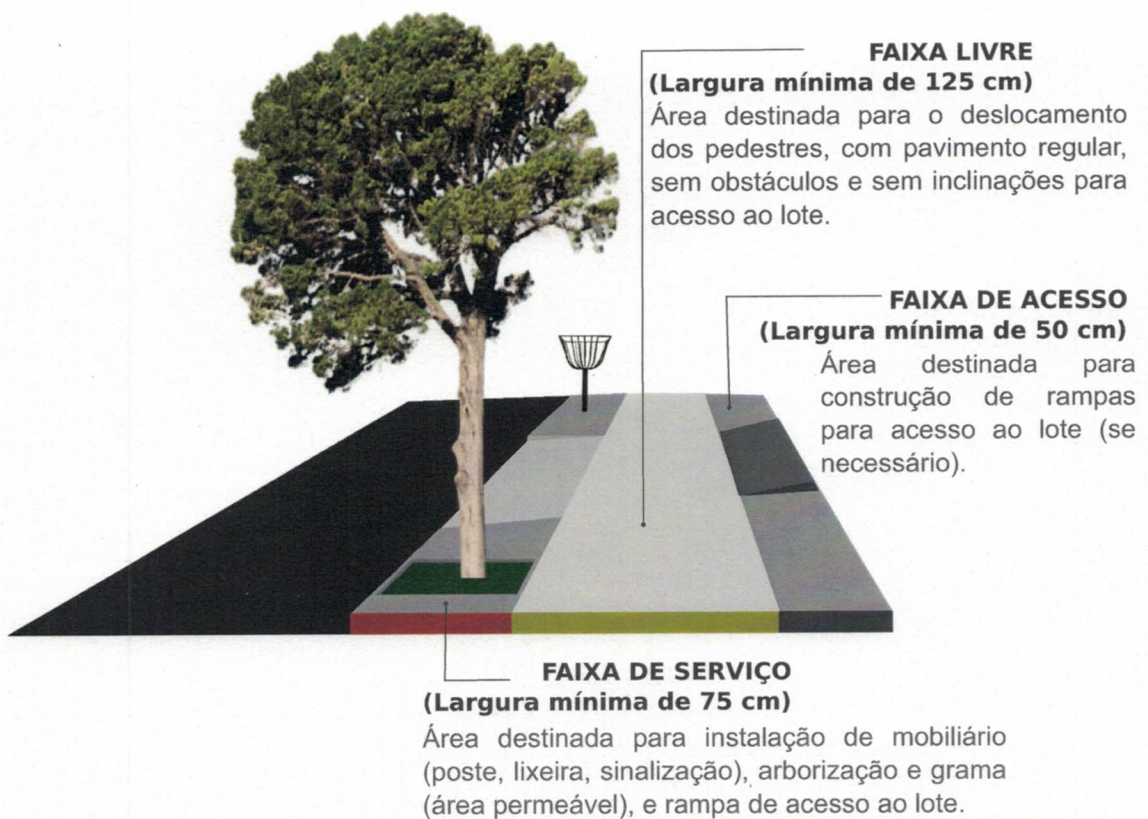 FAIXA LIVRE
(Largura mínima de 125 cm)
Área destinada para o deslocamento
dos pedestres, com pavimento regular,
sem obstáculos e sem inclinações para
acesso ao lote.
FAIXA DE ACESSO
(Largura mínima de 50 cm)
Área destinada para
construção de rampas
para acesso ao lote (se
necessário).
FAIXA DE SERVIÇO
(Largura mínima de 75 cm)
Área destinada para instalação de mobiliário
(poste, lixeira, sinalização), arborização e grama
(área permeável), e rampa de acesso ao lote.